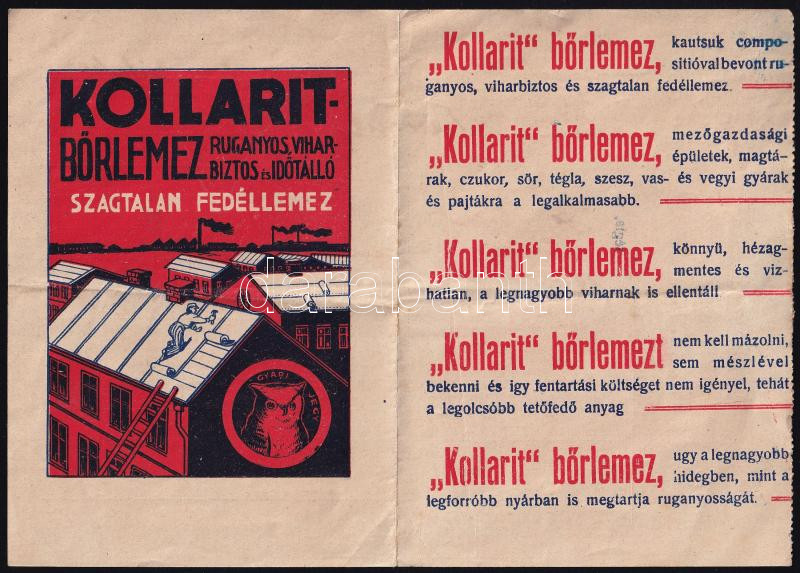 KOLLARIT-
BŐRLEMEZ RUGANYOS, VIHAR-
BIZTOS és IDŐTÁLLÓ
SZAGTALAN FEDÉLLEMEZ
GYÁRI JEGY
„Kollarit“ bőrlemez, kautsuk compo-
sitióval bevont ru-
ganyos, viharbiztos és szagtalan fedéllemez.
„Kollarit“ bőrlemez, mezőgazdasági
épületek, magtá-
rak, czukor, sör, tégla, szesz, vas- és vegyi gyárak
és pajtákra a legalkalmasabb.
„Kollarit“ bőrlemez, könnyü, hézag-
mentes és viz-
hatlan, a legnagyobb viharnak is ellentáll
„Kollarit“ bőrlemezt nem kell mázolni,
sem mészlével
bekenni és igy fentartási költséget nem igényel, tehát
a legolcsóbb tetőfedő anyag
„Kollarit“ bőrlemez, ugy a legnagyobb
hidegben, mint a
legforróbb nyárban is megtartja ruganyosságát.
darabanth